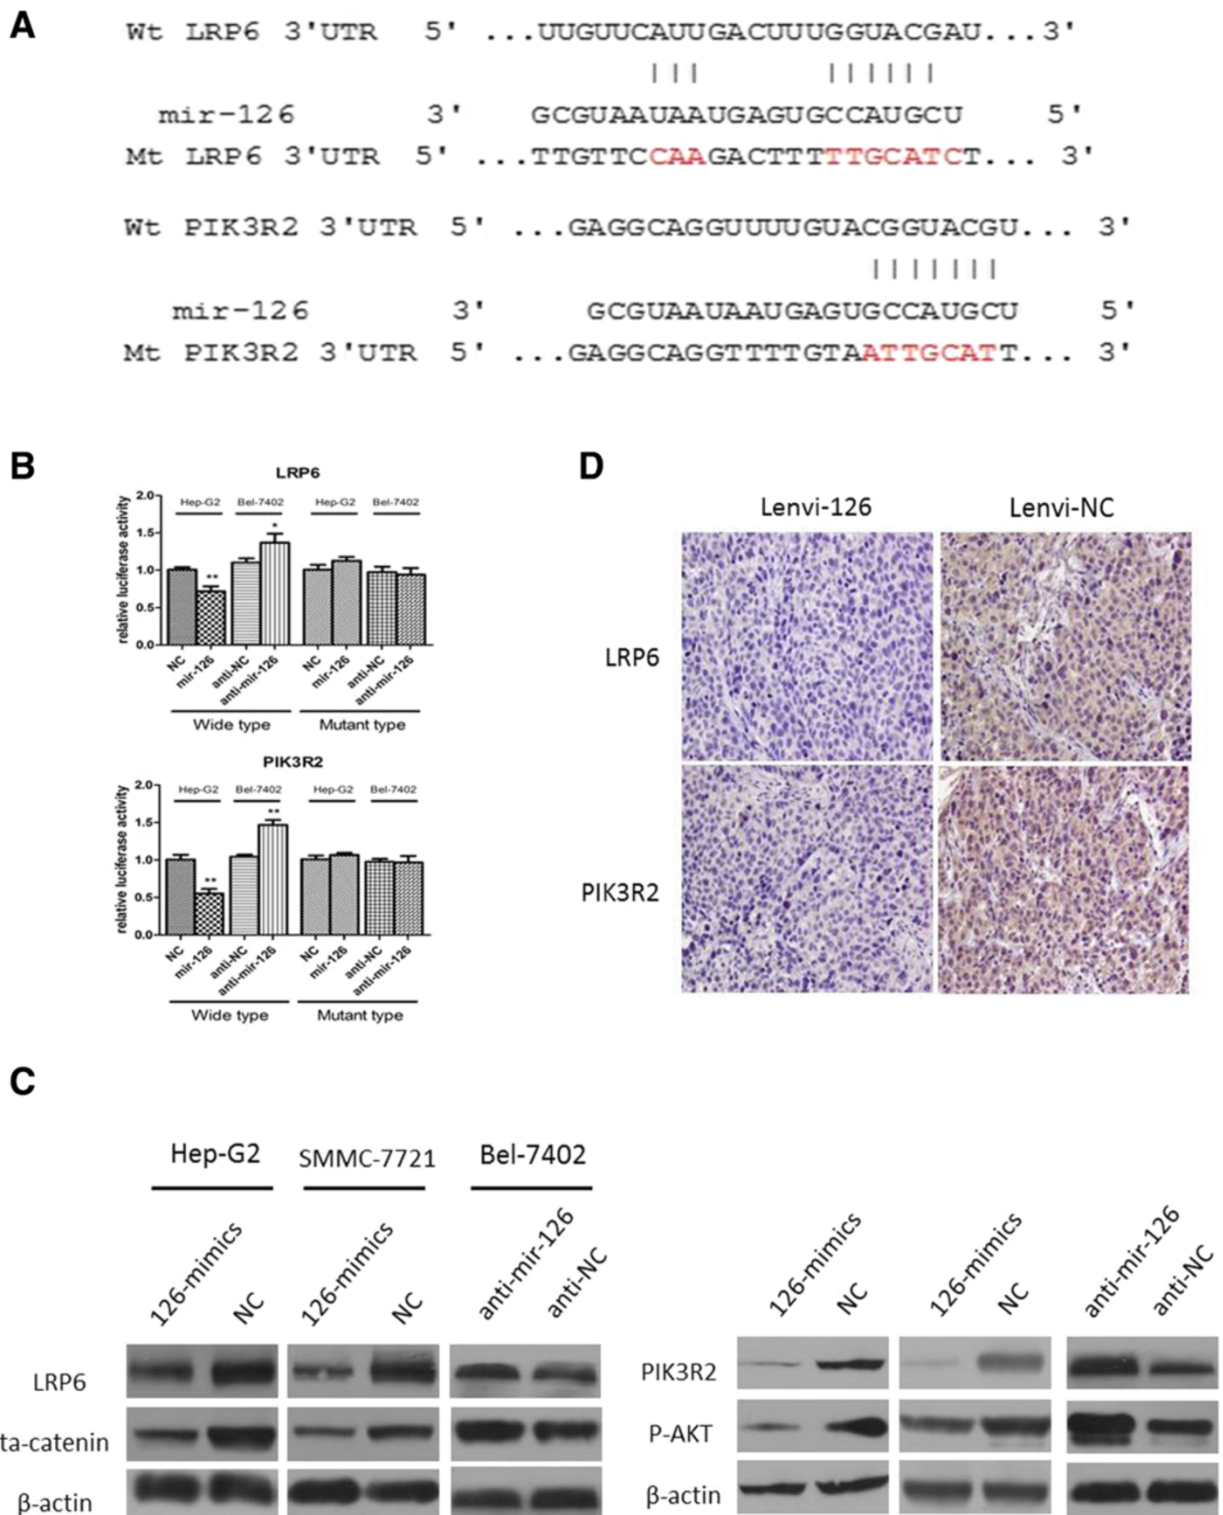 A
Wt LRP6 3'UTR 5' ...UUGUUCAUUGACUUUGGUACGAU...3'
mir-126 3' GCGUAAUAAUGAGUGCCAUGCU 5'
Mt LRP6 3'UTR 5' ...TTGTTCCAAGACTTTTTGCATCT... 3'
Wt PIK3R2 3'UTR 5' ...GAGGCAGGUUUUGUACGGUACGU... 3'
mir-126 3' GCGUAAUAAUGAGUGCCAUGCU 5'
Mt PIK3R2 3'UTR 5' ...GAGGCAGGTTTTGTAATTGCATT... 3'
B
LRP6
Hep-G2 Bel-7402 Hep-G2 Bel-7402
relative luciferase activity
2.0
1.5
1.0
0.5
0.0
** *
NC mir-126 anti-NC anti-mir-126 NC mir-126 anti-NC anti-mir-126
Wide type Mutant type
PIK3R2
Hep-G2 Bel-7402 Hep-G2 Bel-7402
relative luciferase activity
2.0
1.5
1.0
0.5
0.0
** **
NC mir-126 anti-NC anti-mir-126 NC mir-126 anti-NC anti-mir-126
Wide type Mutant type
D
Lenvi-126 Lenvi-NC
LRP6
PIK3R2
C
Hep-G2 SMMC-7721 Bel-7402
126-mimics NC 126-mimics NC anti-mir-126 anti-NC
LRP6
ta-catenin
β-actin
126-mimics NC 126-mimics NC anti-mir-126 anti-NC
PIK3R2
P-AKT
β-actin